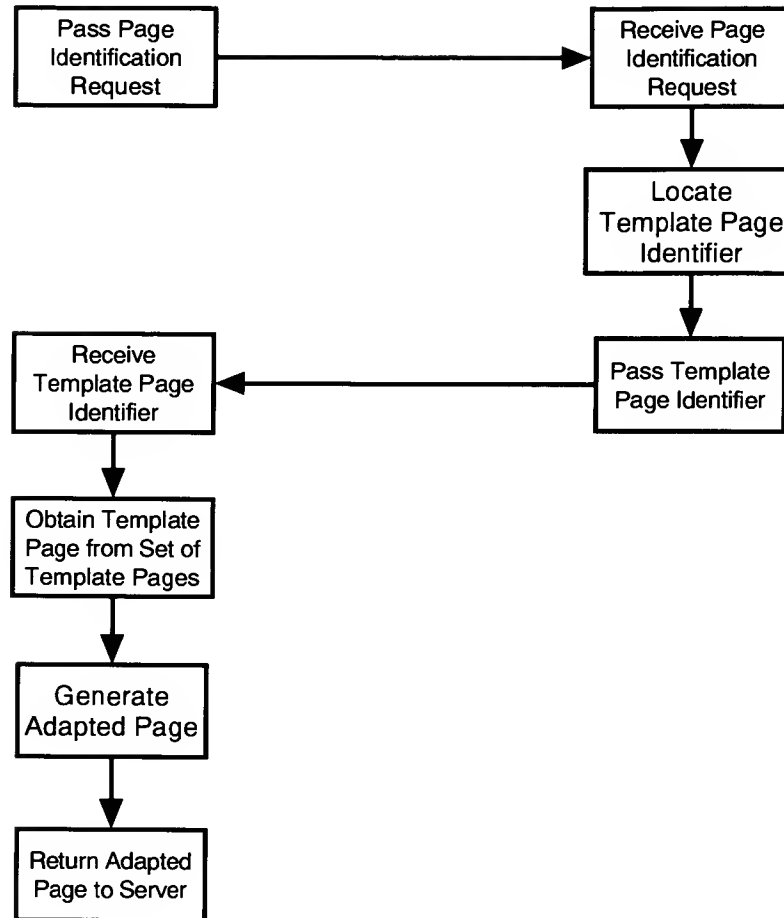 Pass Page
Identification
Request
Receive Page
Identification
Request
Locate
Template Page
Identifier
Pass Template
Page Identifier
Receive
Template Page
Identifier
Obtain Template
Page from Set of
Template Pages
Generate
Adapted Page
Return Adapted
Page to Server